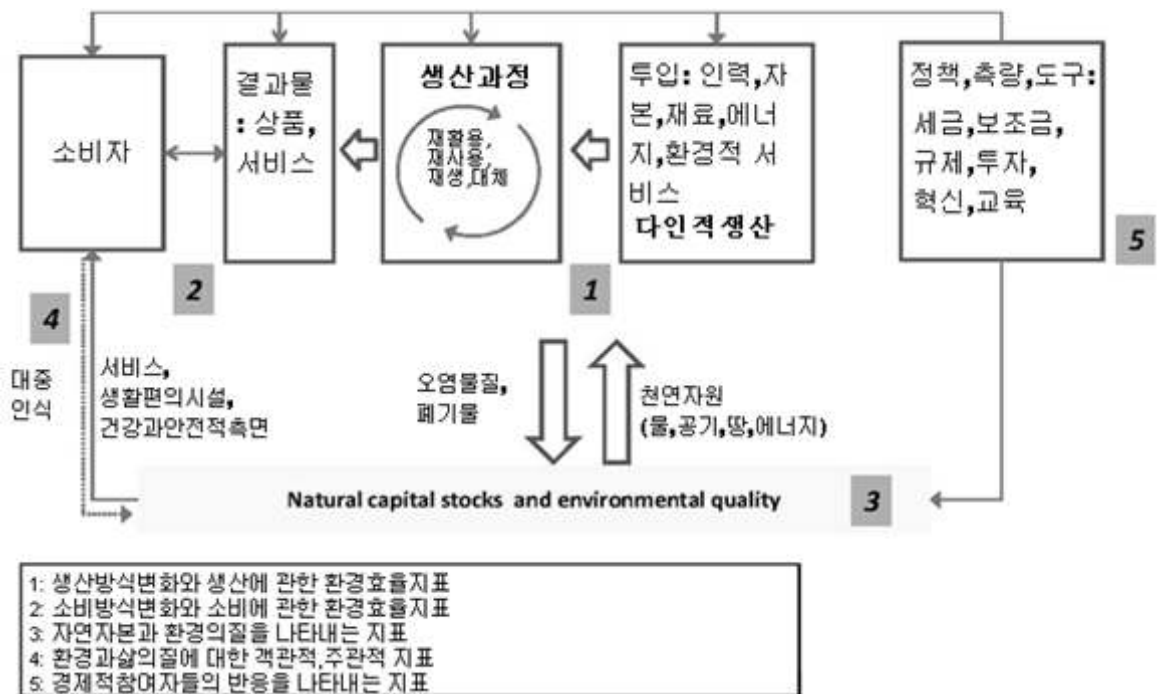 소비자
결과물
: 상품,
서비스
생산과정
재활용,
재사용,
재생,대체
투입: 인력,자
본,재료,에너
지,환경적 서
비스
다인적생산
정책,측량,도구:
세금,보조금,
규제,투자,
혁신,교육
5
2
1
4
대중
인식
서비스,
생활편의시설,
건강과안전적측면
오염물질,
폐기물
천연자원
(물,공기,땅,에너지)
Natural capital stocks and environmental quality
3
1: 생산방식변화와 생산에 관한 환경효율지표
2: 소비방식변화와 소비에 관한 환경효율지표
3: 자연자본과 환경의질을 나타내는 지표
4: 환경과삶의질에 대한 객관적,주관적 지표
5: 경제적참여자들의 반응을 나타내는 지표